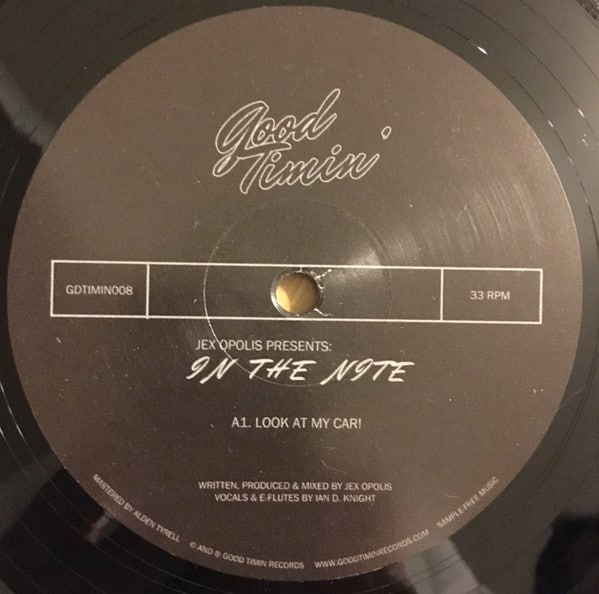 Good
Timin'
GDTIMIN008
33 RPM
JEX OPOLIS PRESENTS:
IN THE NITE
A1. LOOK AT MY CAR!
WRITTEN, PRODUCED & MIXED BY JEX OPOLIS
VOCALS & E-FLUTES BY IAN D. KNIGHT
MASTERED BY ALDEN TYRELL
© AND ℗ GOOD TIMIN RECORDS
WWW.GOODTIMINRECORDS.COM
SAMPLE FREE MUSIC